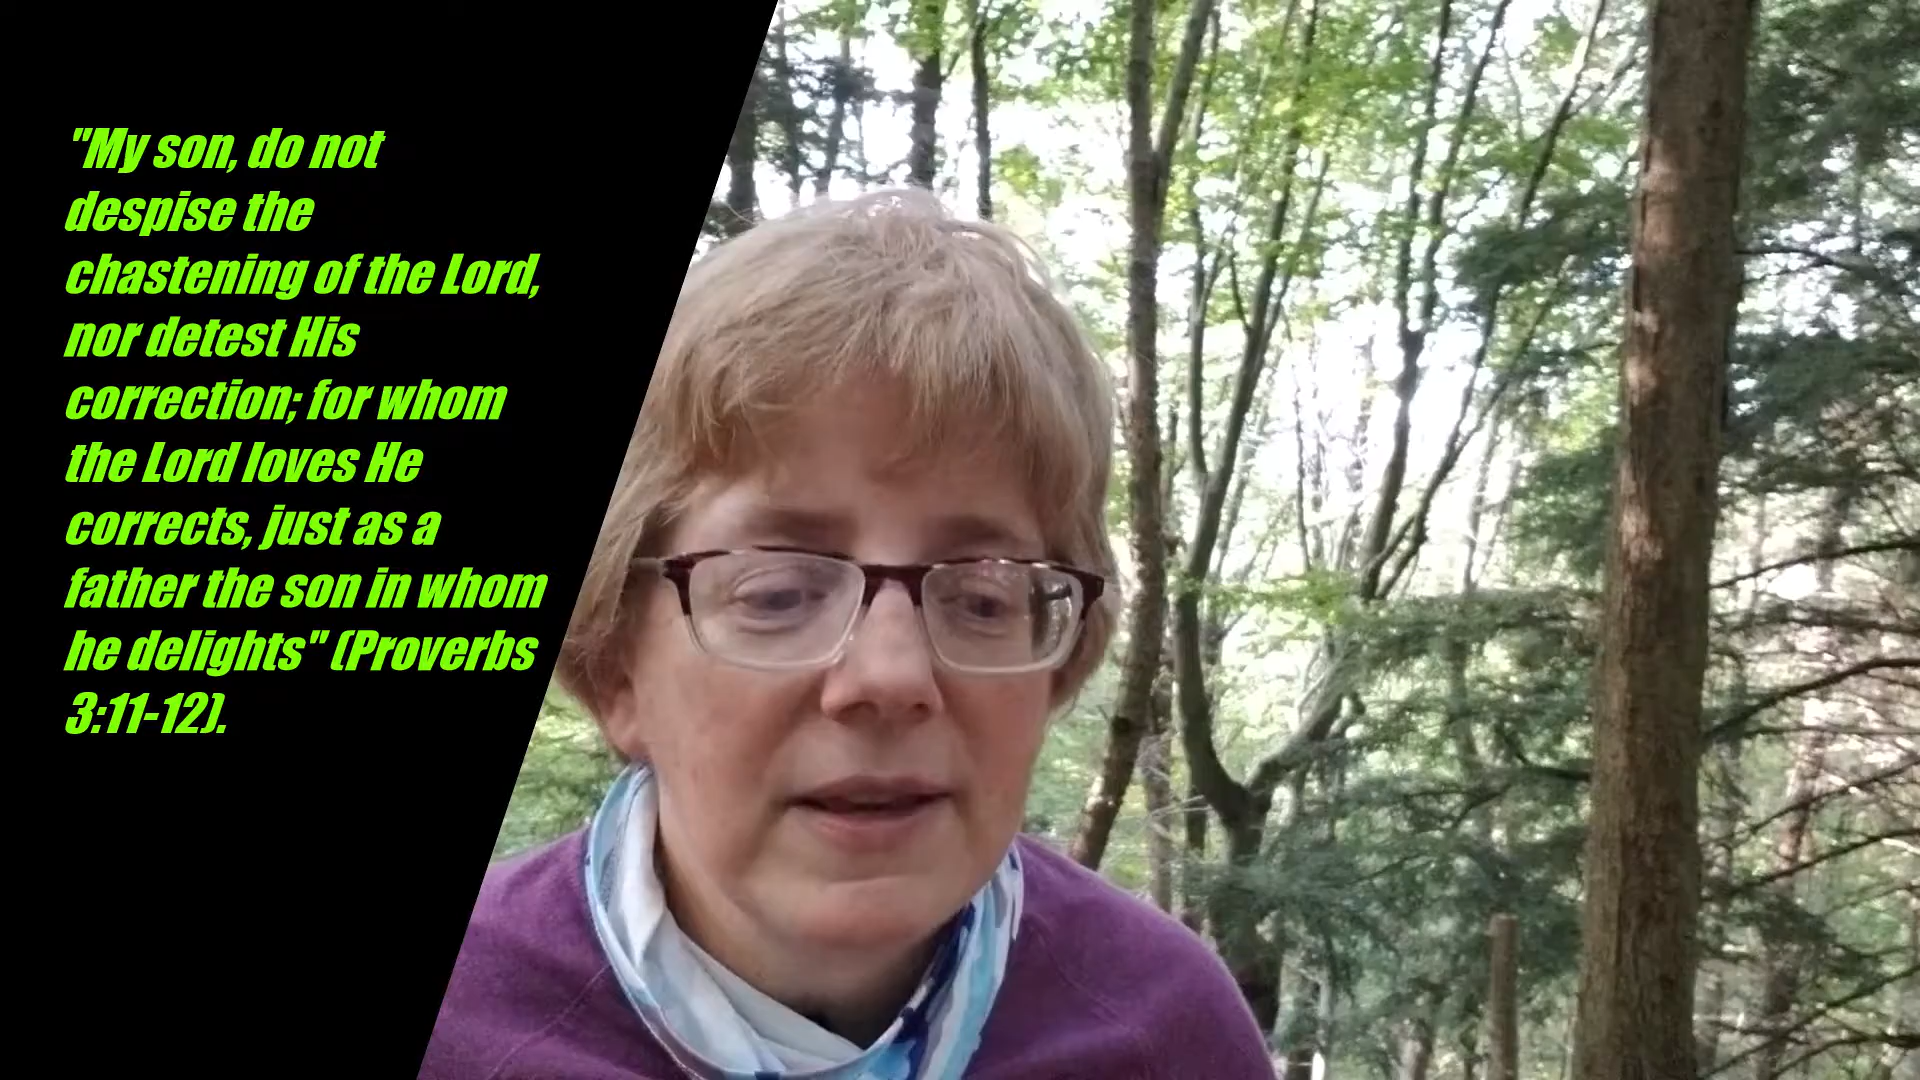 "My son, do not
despise the
chastening of the Lord,
nor detest His
correction; for whom
the Lord loves He
corrects, just as a
father the son in whom
he delights" (Proverbs
3:11-12).